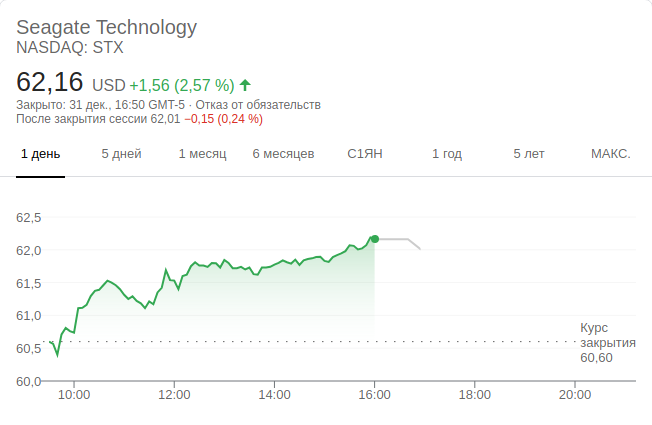 Seagate Technology
NASDAQ: STX
62,16 USD +1,56 (2,57 %)
Закрыто: 31 дек., 16:50 GMT-5 · Отказ от обязательств
После закрытия сессии 62,01 −0,15 (0,24 %)
1 день 5 дней 1 месяц 6 месяцев С1ЯН 1 год 5 лет МАКС.
62,5
62,0
61,5
61,0
60,5
60,0
Курс
закрытия
60,60
10:00 12:00 14:00 16:00 18:00 20:00